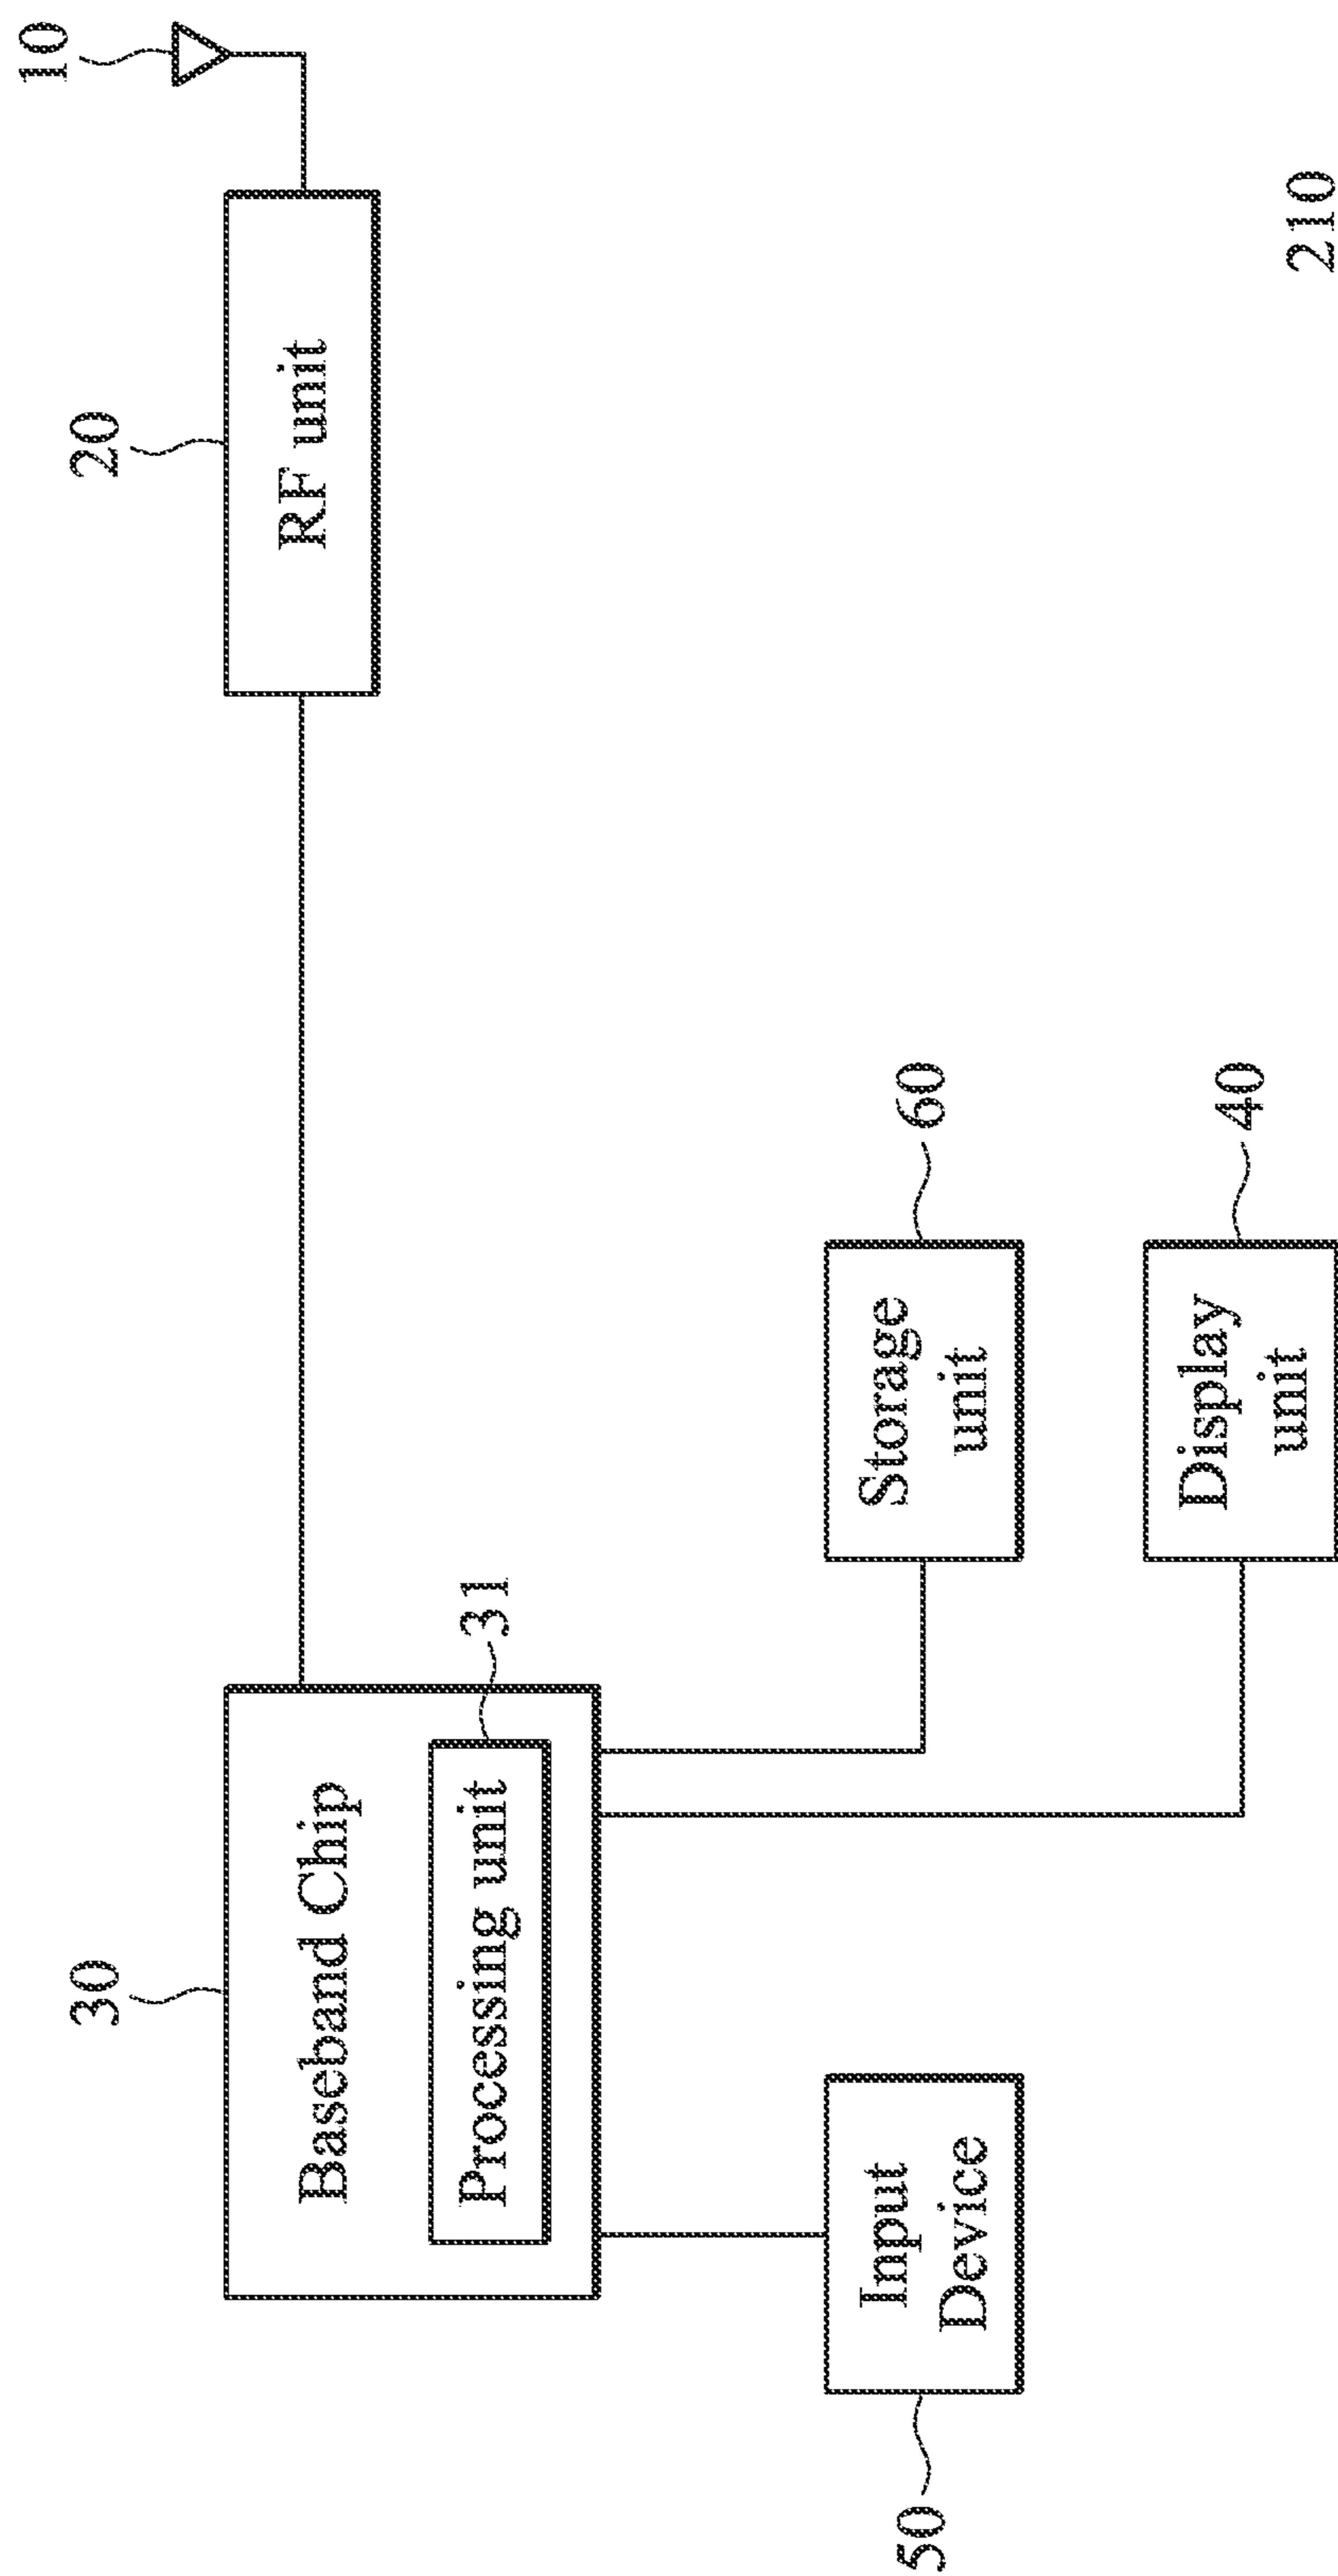 30
20
10
Baseband Chip
RF unit
Processing unit
31
50
Input
Device
Storage
unit
60
Display
unit
40
210